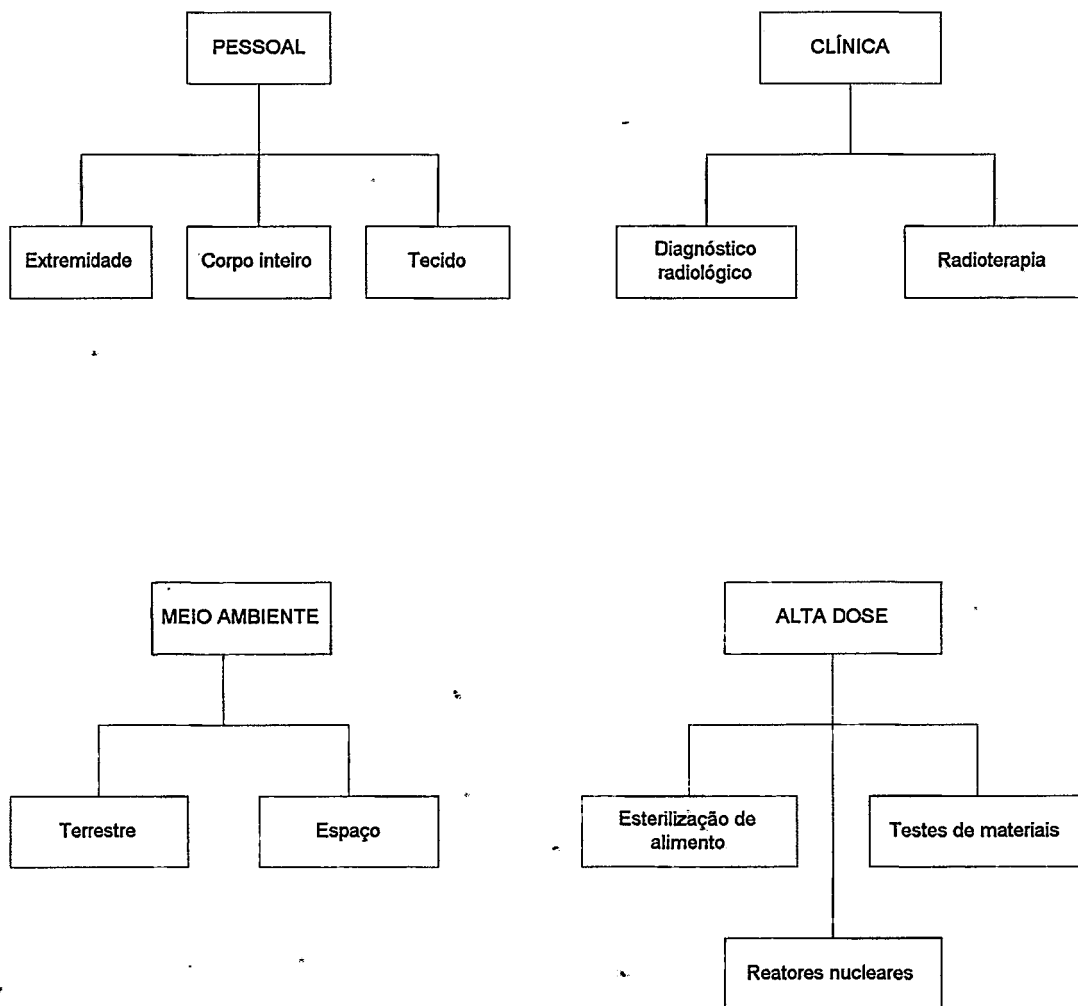 PESSOAL
Extremidade
Corpo inteiro
Tecido
CLÍNICA
Diagnóstico
radiológico
Radioterapia
MEIO AMBIENTE
Terrestre
Espaço
ALTA DOSE
Esterilização de
alimento
Testes de materiais
Reatores nucleares